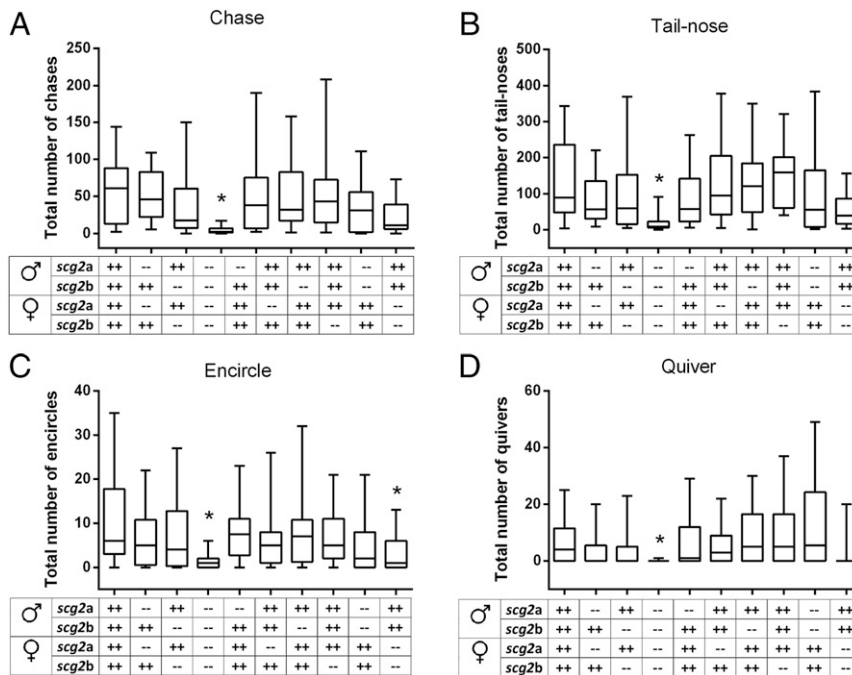 A
Chase
Total number of chases
250
200
150
100
50
0
*
♂ scg2a ++ -- ++ -- -- ++ ++ ++ -- ++
scg2b ++ ++ -- -- ++ ++ -- ++ -- ++
♀ scg2a ++ -- ++ -- ++ -- ++ ++ ++ --
scg2b ++ ++ -- -- ++ ++ ++ -- ++ --
B
Tail-nose
Total number of tail-noses
500
400
300
200
100
0
*
♂ scg2a ++ -- ++ -- -- ++ ++ ++ -- ++
scg2b ++ ++ -- -- ++ ++ -- ++ -- ++
♀ scg2a ++ -- ++ -- ++ -- ++ ++ ++ --
scg2b ++ ++ -- -- ++ ++ ++ -- ++ --
C
Encircle
Total number of encircles
40
30
20
10
0
*
*
♂ scg2a ++ -- ++ -- -- ++ ++ ++ -- ++
scg2b ++ ++ -- -- ++ ++ -- ++ -- ++
♀ scg2a ++ -- ++ -- ++ -- ++ ++ ++ --
scg2b ++ ++ -- -- ++ ++ ++ -- ++ --
D
Quiver
Total number of quivers
60
40
20
0
*
♂ scg2a ++ -- ++ -- -- ++ ++ ++ -- ++
scg2b ++ ++ -- -- ++ ++ -- ++ -- ++
♀ scg2a ++ -- ++ -- ++ -- ++ ++ ++ --
scg2b ++ ++ -- -- ++ ++ ++ -- ++ --